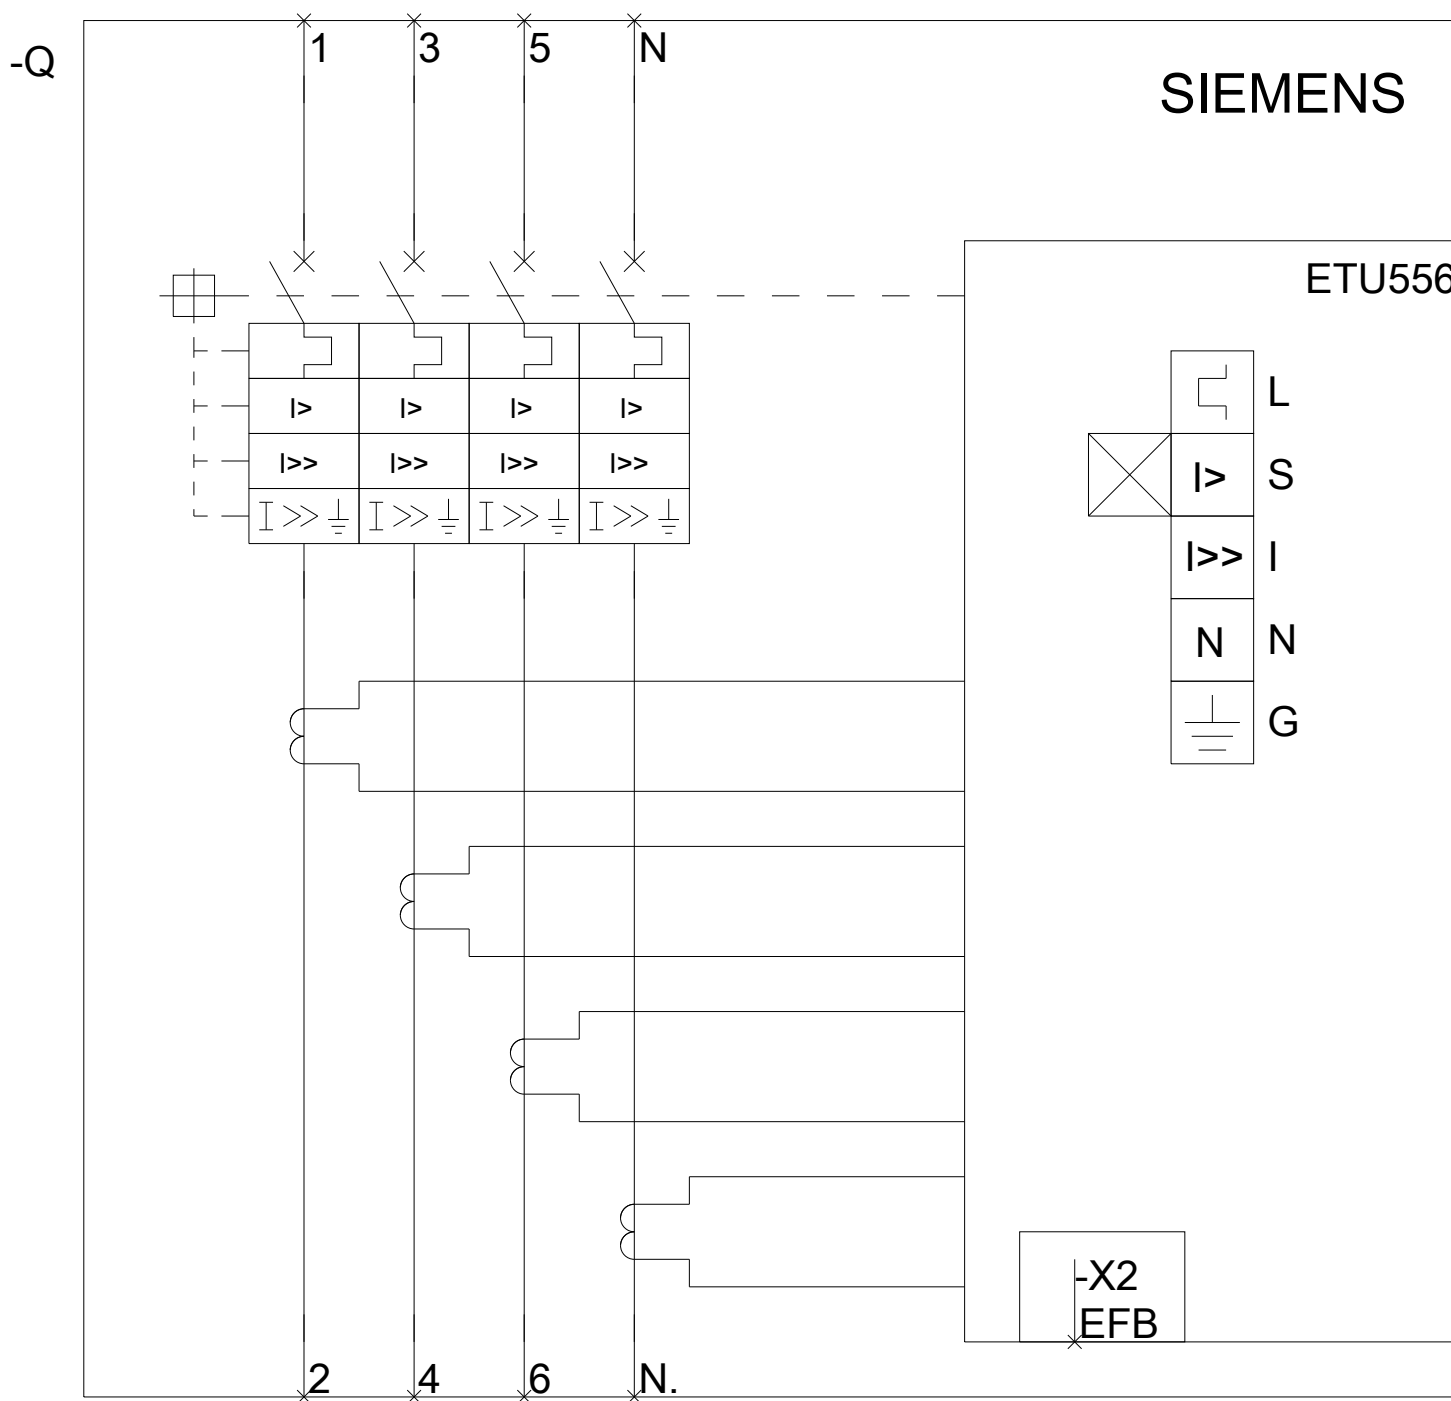 1 3 5 N
-Q
SIEMENS
ETU556
I> I> I> I>
I>> I>> I>> I>>
I >> I >> I >> I >>
L
I> S
I>> I
N N
G
-X2
EFB
2 4 6 N.